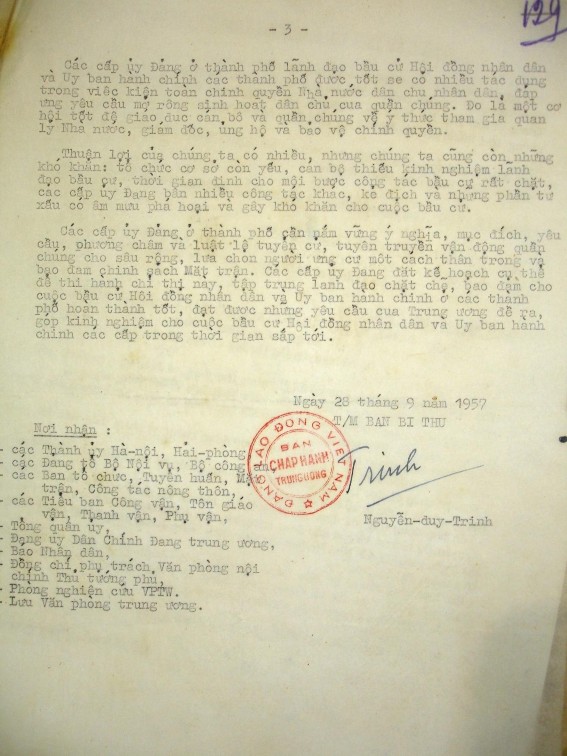 - 3 -
129
Các cấp ủy Đảng ở thành phố lãnh đạo bầu cử Hội đồng nhân dân
và Uy ban hành chính các thành phố được tốt sẽ có nhiều tác dụng
trong việc kiện toàn chính quyền Nhà nước dân chủ nhân dân, đáp
ứng yêu cầu mở rộng sinh hoạt dân chủ của quần chúng. Đó là một cơ
hội tốt để giáo dục cán bộ và quần chúng về ý thức tham gia quản
lý Nhà nước, giám đốc, ủng hộ và bảo vệ chính quyền.
Thuận lợi của chúng ta có nhiều, nhưng chúng ta cũng còn những
khó khăn: tổ chức cơ sở còn yếu, cán bộ thiếu kinh nghiệm lãnh
đạo bầu cử, thời gian định cho mỗi bước công tác bầu cử rất chặt,
các cấp ủy Đảng bận nhiều công tác khác, kẻ địch và những phần tử
xấu có âm mưu phá hoại và gây khó khăn cho cuộc bầu cử.
Các cấp ủy Đảng ở thành phố cần nắm vững ý nghĩa, mục đích, yêu
cầu, phương châm và luật lệ tuyển cử, tuyên truyền vận động quần
chúng cho sâu rộng, lựa chọn người ứng cử một cách thận trọng và
bảo đảm chính sách Mặt trận. Các cấp ủy Đảng đặt kế hoạch cụ thể
để thi hành chỉ thị này, tập trung lãnh đạo chặt chẽ, bảo đảm cho
cuộc bầu cử Hội đồng nhân dân và Uy ban hành chính ở các thành
phố hoàn thành tốt, đạt được những yêu cầu của Trung ương đề ra,
góp kinh nghiệm cho cuộc bầu cử Hội đồng nhân dân và Uy ban hành
chính các cấp trong thời gian sắp tới.
Ngày 28 tháng 9 năm 1957
T/M BAN BI THU
Nơi nhận :
- các Thành ủy Hà-nội, Hải-phòng
- các Đảng tổ Bộ Nội vụ, Bộ công an,
- các Ban tổ chức, Tuyên huấn, Mặt
trận, Công tác nông thôn,
- các Tiểu ban Công vận, Tôn giáo
vận, Thanh vận, Phụ vận,
- Tổng quân ủy,
- Đảng ủy Dân Chính Đảng trung ương,
- Báo Nhân dân,
- Đồng chí phụ trách Văn phòng nội
chính Thủ tướng phủ,
- Phòng nghiên cứu VPTW.
- Lưu Văn phòng trung ương.
ĐẢNG LAO ĐỘNG VIỆT NAM
BAN
CHẤP HÀNH
TRUNG ƯƠNG
Trinh
Nguyễn-duy-Trinh